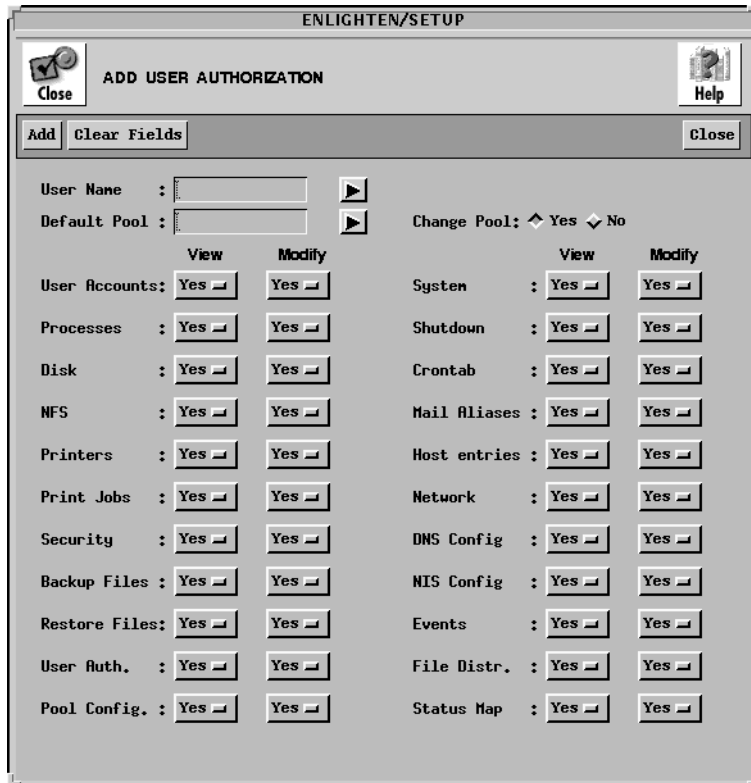 ENLIGHTEN/SETUP
Close
ADD USER AUTHORIZATION
Help
Add Clear Fields Close
User Name :
Default Pool : Change Pool: Yes No
View Modify View Modify
User Accounts: Yes Yes System : Yes Yes
Processes : Yes Yes Shutdown : Yes Yes
Disk : Yes Yes Crontab : Yes Yes
NFS : Yes Yes Mail Aliases : Yes Yes
Printers : Yes Yes Host entries : Yes Yes
Print Jobs : Yes Yes Network : Yes Yes
Security : Yes Yes DNS Config : Yes Yes
Backup Files : Yes Yes NIS Config : Yes Yes
Restore Files: Yes Yes Events : Yes Yes
User Auth. : Yes Yes File Distr. : Yes Yes
Pool Config. : Yes Yes Status Map : Yes Yes